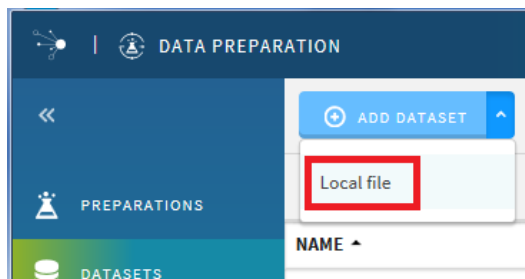 DATA PREPARATION
ADD DATASET
Local file
PREPARATIONS
NAME
DATASETS